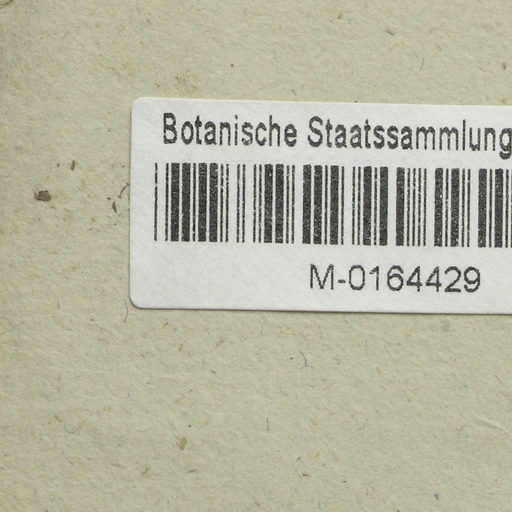 Botanische Staatssammlung
M-0164429